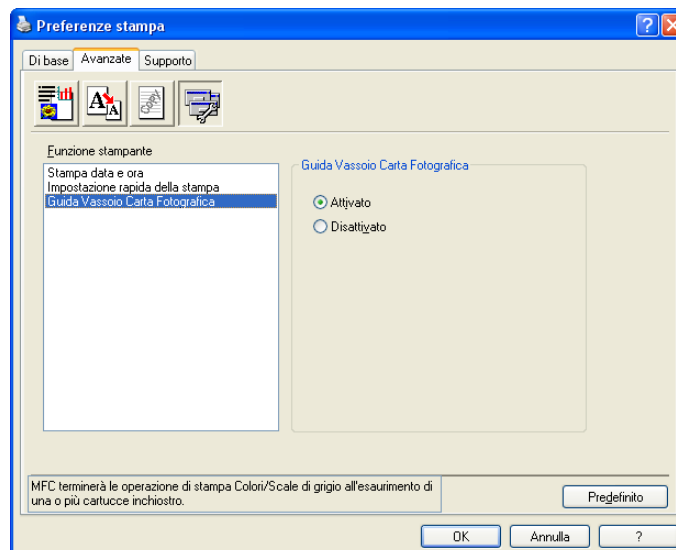 Preferenze stampa
Di base
Avanzate
Supporto
Funzione stampante
Stampa data e ora
Impostazione rapida della stampa
Guida Vassoio Carta Fotografica
Guida Vassoio Carta Fotografica
Attivato
Disattivato
MFC terminerà le operazione di stampa Colori/Scale di grigio all'esaurimento di
una o più cartucce inchiostro.
Predefinito
OK
Annulla
?